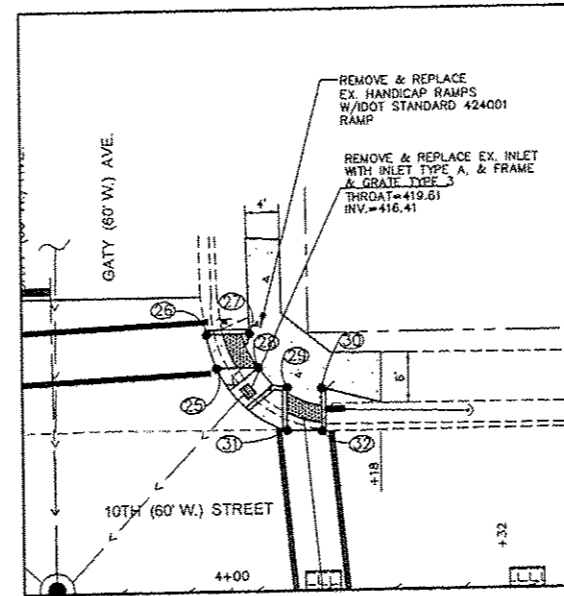 REMOVE & REPLACE
EX. HANDICAP RAMPS
W/IDOT STANDARD 424001
RAMP
REMOVE & REPLACE EX. INLET
WITH INLET TYPE A, & FRAME
& GRATE TYPE 3
THROAT=419.61
INV.=416.41
GATY (60' W.) AVE.
4'
26
27
28
29
30
4'
6'
25
31
32
10TH (60' W.) STREET
+18
+32
4+00